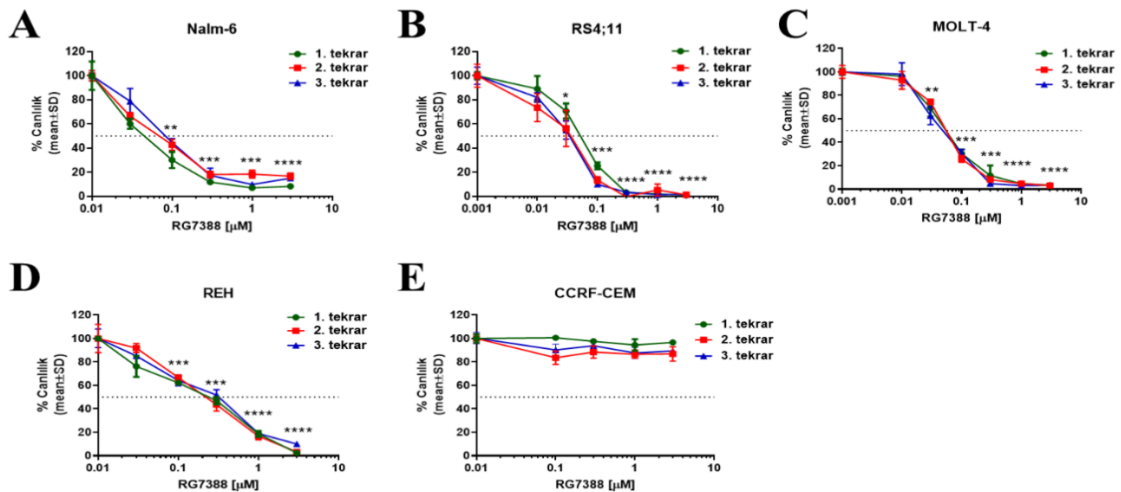 A
Nalm-6
120
100
80
60
40
20
0
% Canlılık
(mean±SD)
**
***
***
****
0.01
0.1
1
10
RG7388 [µM]
1. tekrar
2. tekrar
3. tekrar
B
RS4;11
120
100
80
60
40
20
0
% Canlılık
(mean±SD)
*
***
****
****
****
0.001
0.01
0.1
1
10
RG7388 [µM]
1. tekrar
2. tekrar
3. tekrar
C
MOLT-4
120
100
80
60
40
20
0
% Canlılık
(mean±SD)
**
***
***
****
****
0.001
0.01
0.1
1
10
RG7388 [µM]
1. tekrar
2. tekrar
3. tekrar
D
REH
120
100
80
60
40
20
0
% Canlılık
(mean±SD)
***
***
****
****
0.01
0.1
1
10
RG7388 [µM]
1. tekrar
2. tekrar
3. tekrar
E
CCRF-CEM
120
100
80
60
40
20
0
% Canlılık
(mean±SD)
0.01
0.1
1
10
RG7388 [µM]
1. tekrar
2. tekrar
3. tekrar